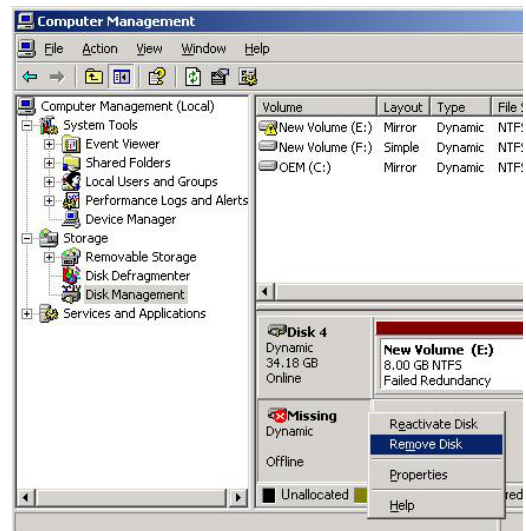 Computer Management
File Action View Window Help
Computer Management (Local)
System Tools
Event Viewer
Shared Folders
Local Users and Groups
Performance Logs and Alerts
Device Manager
Storage
Removable Storage
Disk Defragmenter
Disk Management
Services and Applications
Volume Layout Type File S
New Volume (E:) Mirror Dynamic NTFS
New Volume (F:) Simple Dynamic NTFS
OEM (C:) Mirror Dynamic NTFS
Disk 4
Dynamic
34.18 GB
Online
New Volume (E:)
8.00 GB NTFS
Failed Redundancy
Missing
Dynamic
Offline
Reactivate Disk
Remove Disk
Properties
Help
Unallocated